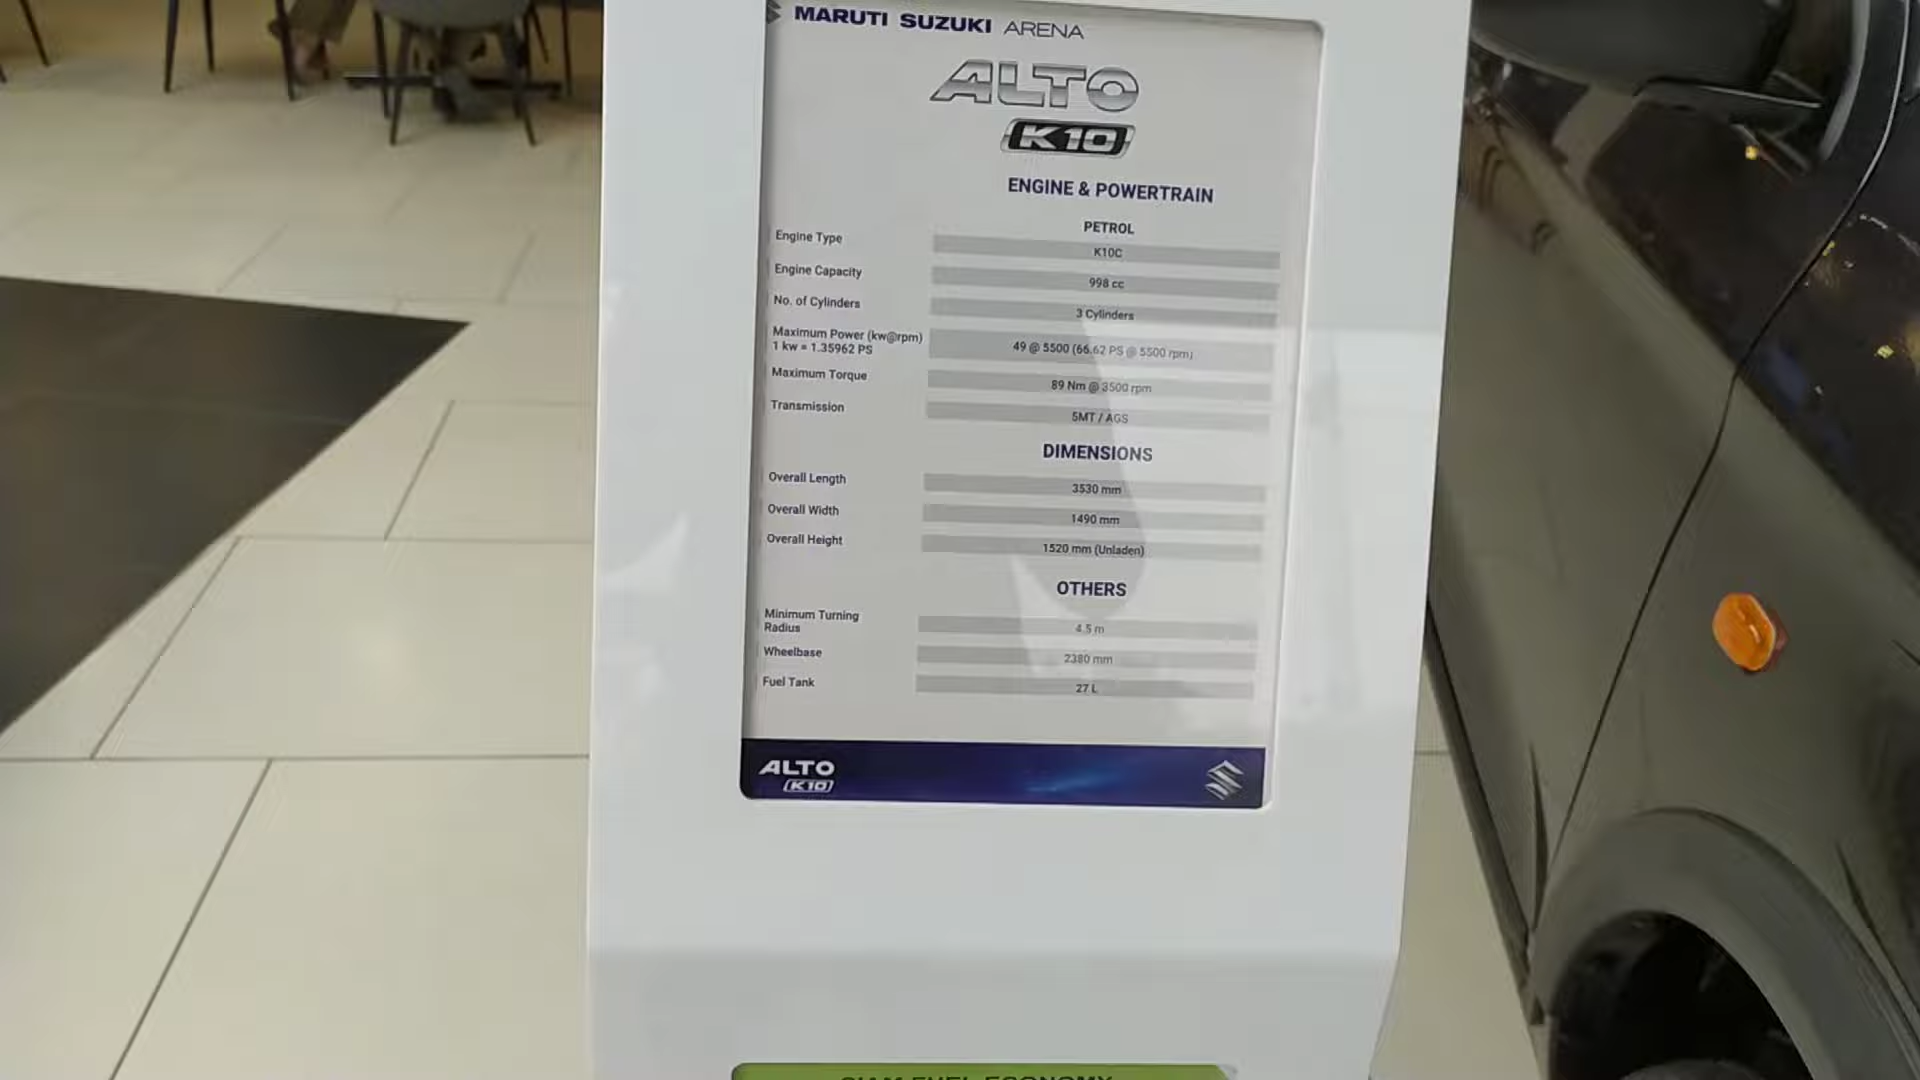 MARUTI SUZUKI ARENA
ALTO
K10
ENGINE & POWERTRAIN
PETROL
Engine Type K10C
Engine Capacity 998 cc
No. of Cylinders 3 Cylinders
Maximum Power (kw@rpm)
1 kw = 1.35962 PS 49 @ 5500 (66.62 PS @ 5500 rpm)
Maximum Torque 89 Nm @ 3500 rpm
Transmission 5MT / AGS
DIMENSIONS
Overall Length 3530 mm
Overall Width 1490 mm
Overall Height 1520 mm (Unladen)
OTHERS
Minimum Turning
Radius 4.5 m
Wheelbase 2380 mm
Fuel Tank 27 L
ALTO
K10
FUEL ECONOMY